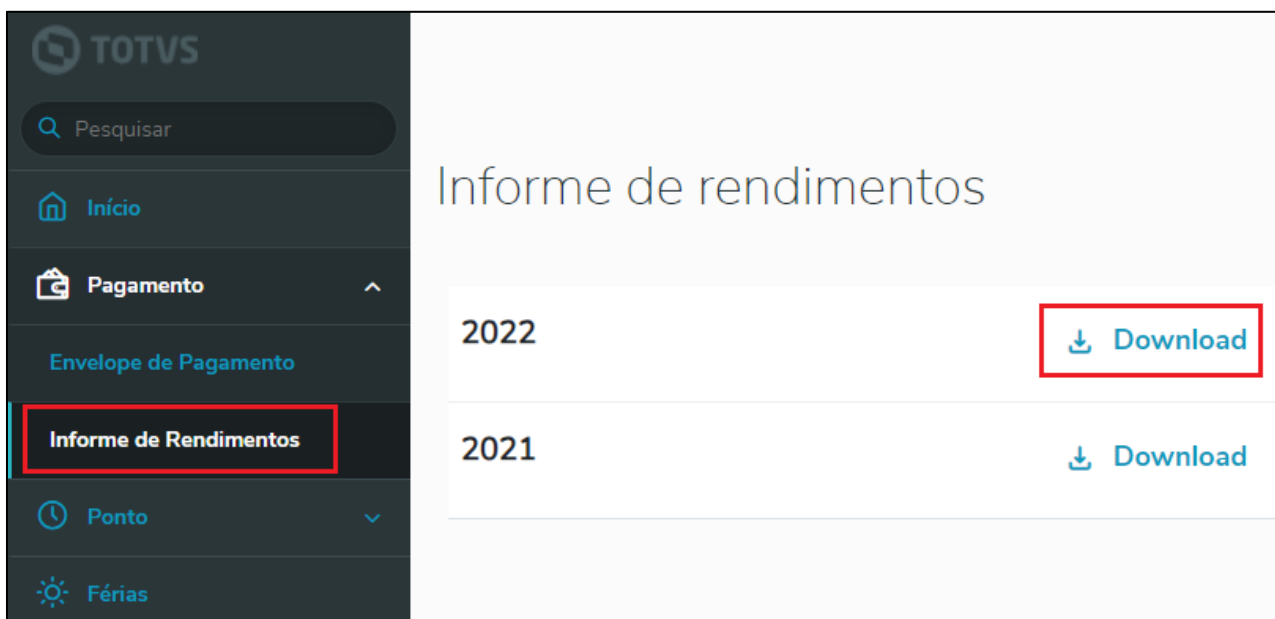 TOTVS
Pesquisar
Início
Pagamento
Envelope de Pagamento
Informe de Rendimentos
Ponto
Férias
Informe de rendimentos
2022
Download
2021
Download